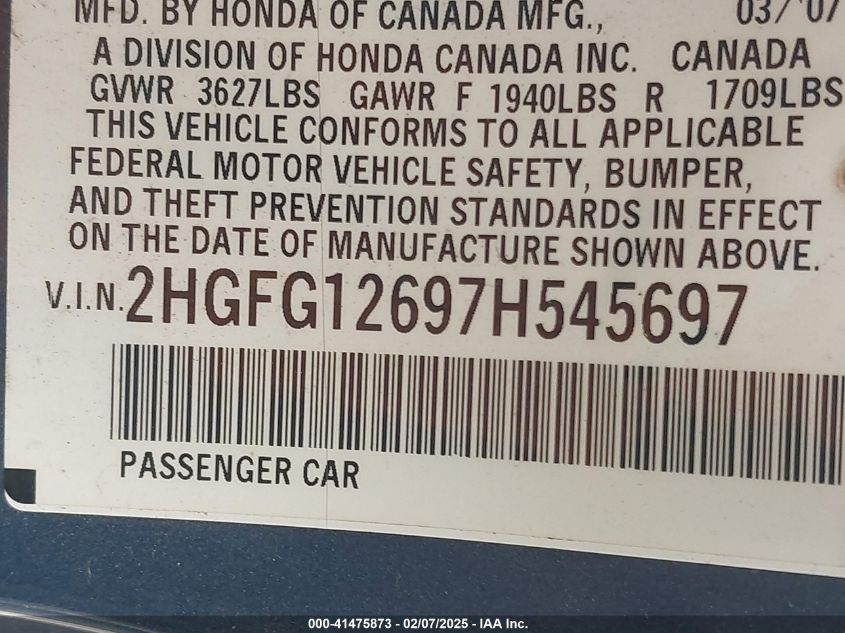 MFD. BY HONDA OF CANADA MFG., 03/'07
A DIVISION OF HONDA CANADA INC. CANADA
GVWR 3627LBS GAWR F 1940LBS R 1709LBS
THIS VEHICLE CONFORMS TO ALL APPLICABLE
FEDERAL MOTOR VEHICLE SAFETY, BUMPER,
AND THEFT PREVENTION STANDARDS IN EFFECT
ON THE DATE OF MANUFACTURE SHOWN ABOVE.
V.I.N. 2HGFG12697H545697
PASSENGER CAR
000-41475873 - 02/07/2025 - IAA Inc.